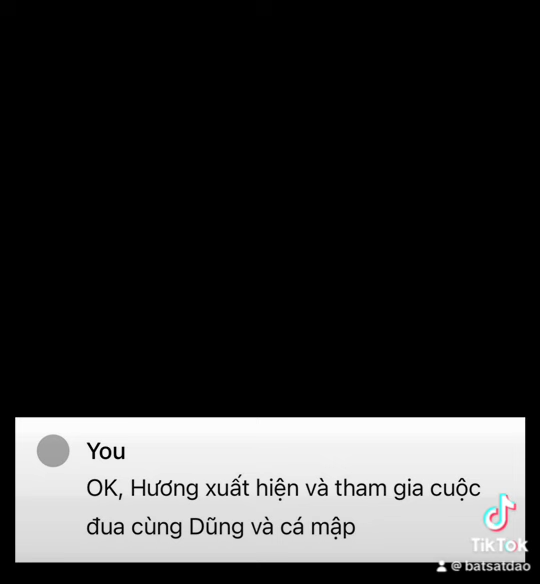 You
OK, Hương xuất hiện và tham gia cuộc
đua cùng Dũng và cá mập
TikTok
@ batsatdao